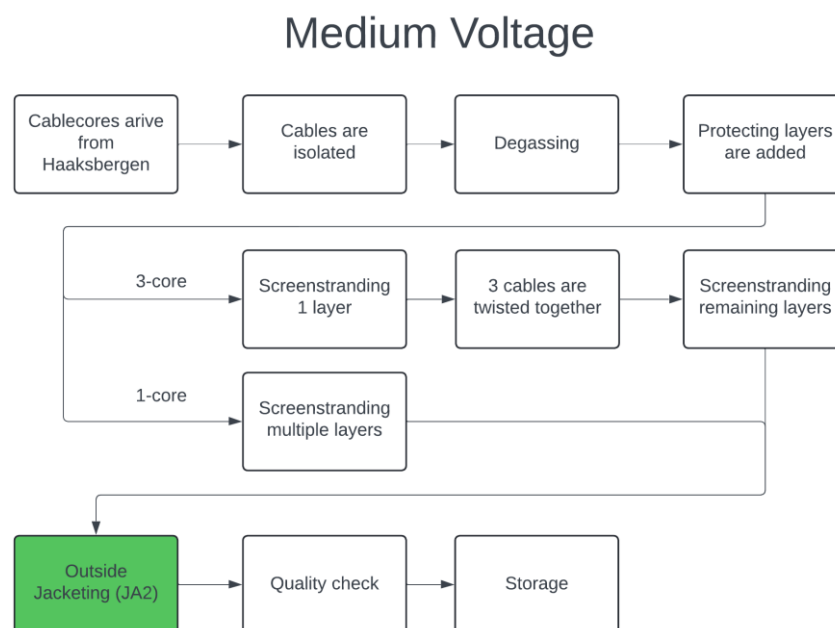 Medium Voltage
Cablecores arive
from
Haaksbergen
Cables are
isolated
Degassing
Protecting layers
are added
3-core
Screenstranding
1 layer
3 cables are
twisted together
Screenstranding
remaining layers
1-core
Screenstranding
multiple layers
Outside
Jacketing (JA2)
Quality check
Storage